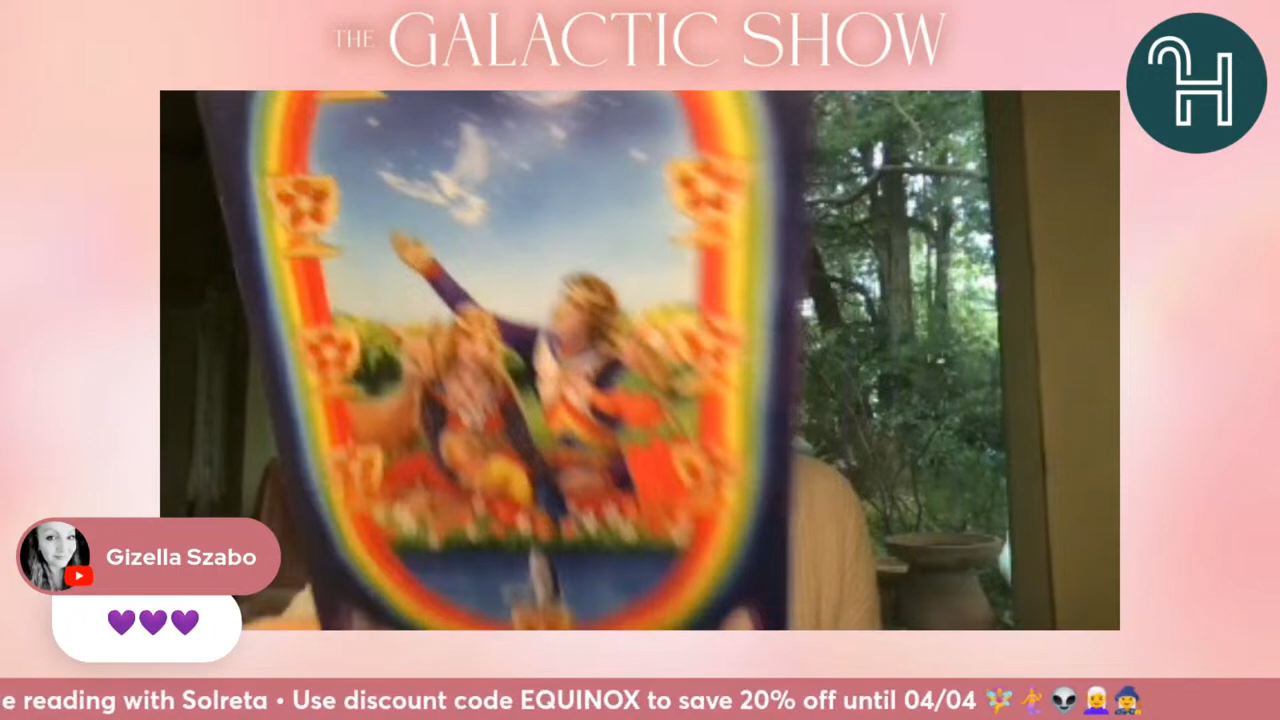 THE GALACTIC SHOW
H
Gizella Szabo
💜💜💜
e reading with Solreta • Use discount code EQUINOX to save 20% off until 04/04 🧚🧜‍♀️👽👩‍🦳🧙‍♀️